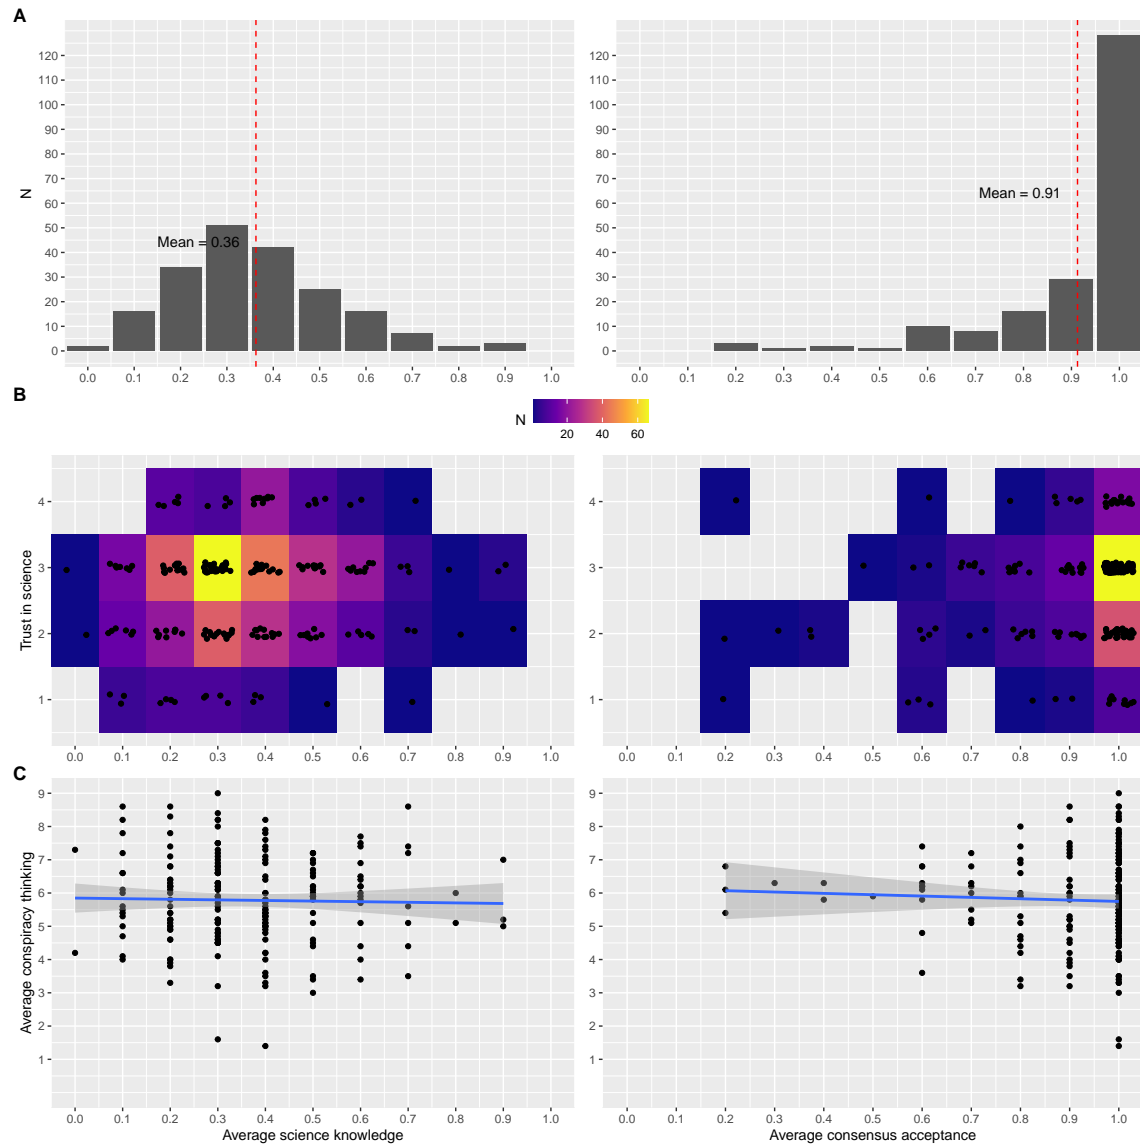 A
N
120
110
100
90
80
70
60
50
40
30
20
10
0
Mean = 0.36
0.0 0.1 0.2 0.3 0.4 0.5 0.6 0.7 0.8 0.9 1.0
120
110
100
90
80
70
60
50
40
30
20
10
0
Mean = 0.91
0.0 0.1 0.2 0.3 0.4 0.5 0.6 0.7 0.8 0.9 1.0
B
N
20 40 60
Trust in science
4
3
2
1
0.0 0.1 0.2 0.3 0.4 0.5 0.6 0.7 0.8 0.9 1.0
4
3
2
1
0.0 0.1 0.2 0.3 0.4 0.5 0.6 0.7 0.8 0.9 1.0
C
Average conspiracy thinking
9
8
7
6
5
4
3
2
1
0.0 0.1 0.2 0.3 0.4 0.5 0.6 0.7 0.8 0.9 1.0
Average science knowledge
9
8
7
6
5
4
3
2
1
0.0 0.1 0.2 0.3 0.4 0.5 0.6 0.7 0.8 0.9 1.0
Average consensus acceptance